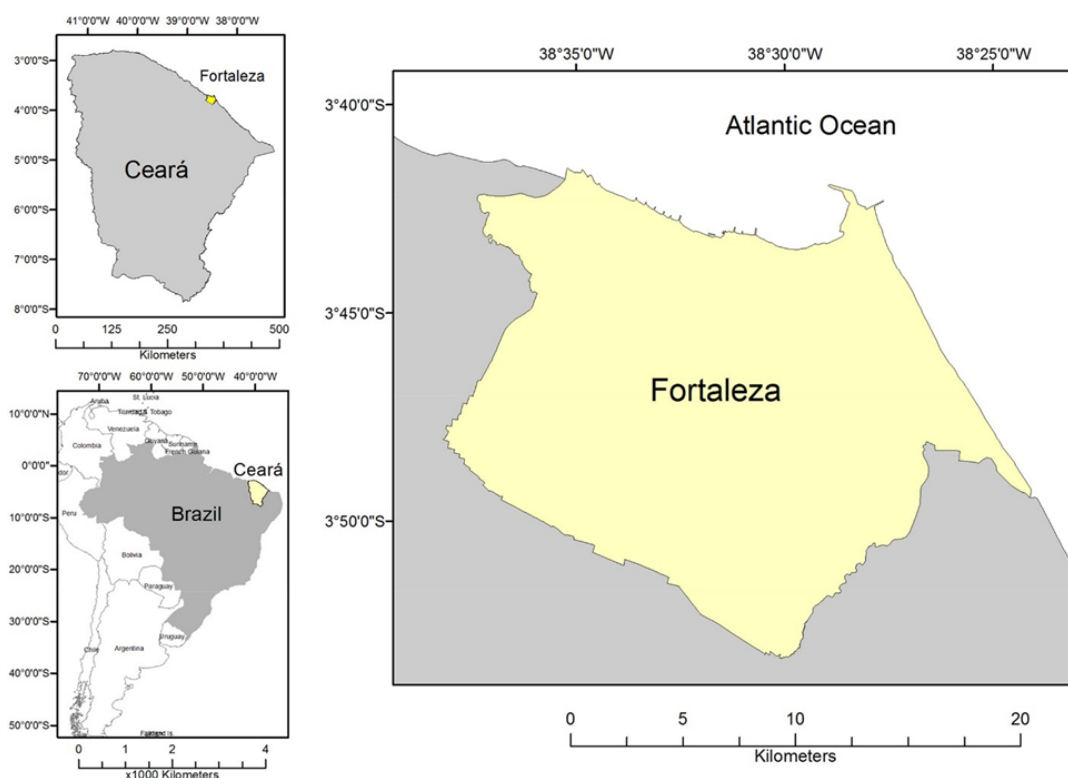 41°0'0"W 40°0'0"W 39°0'0"W 38°0'0"W
3°0'0"S
Fortaleza
4°0'0"S
Ceará
5°0'0"S
6°0'0"S
7°0'0"S
8°0'0"S
0 125 250 500
Kilometers
70°0'0"W 60°0'0"W 50°0'0"W 40°0'0"W
Aruba
St. Lucia
Trinidad & Tobago
10°0'0"N
Venezuela
Guyana
Suriname
Colombia
French Guiana
0°0'0"
Ceará
dor
Peru
Brazil
10°0'0"S
Bolivia
20°0'0"S
Paraguay
30°0'0"S
Uruguay
Chile
Argentina
40°0'0"S
50°0'0"S
0 1 2 4
x1000 Kilometers
38°35'0"W 38°30'0"W 38°25'0"W
3°40'0"S
Atlantic Ocean
3°45'0"S
Fortaleza
3°50'0"S
0 5 10 20
Kilometers